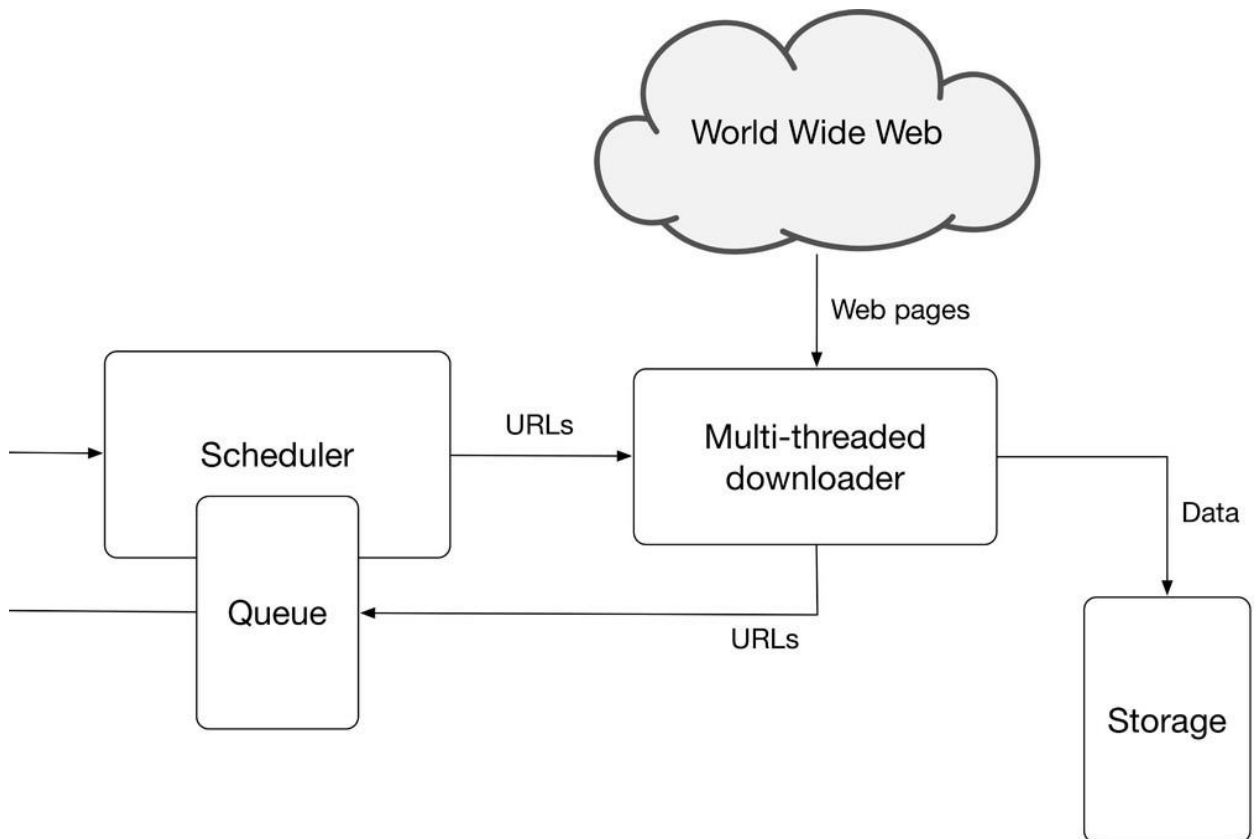 World Wide Web
Web pages
URLs
Scheduler
Multi-threaded
downloader
Data
Queue
URLs
Storage